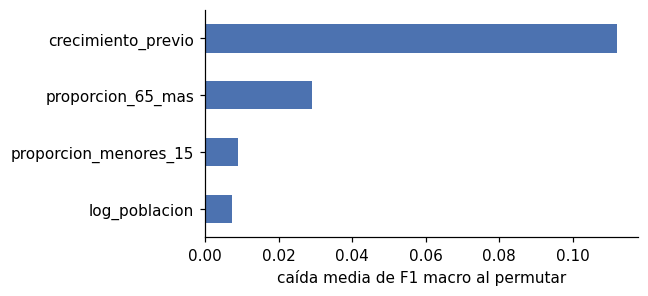 crecimiento_previo
proporcion_65_mas
proporcion_menores_15
log_poblacion
0.00 0.02 0.04 0.06 0.08 0.10
caída media de F1 macro al permutar